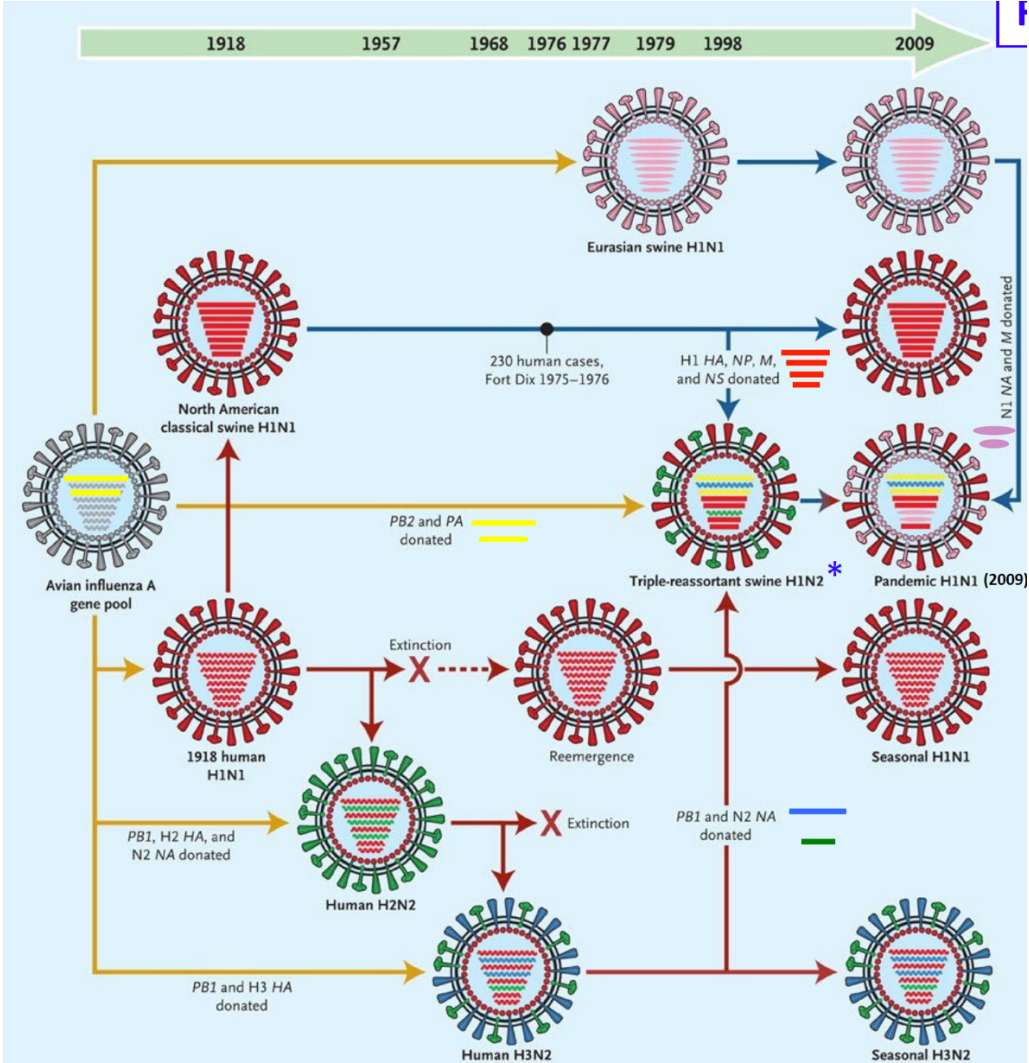 1918 1957 1968 1976 1977 1979 1998 2009
Eurasian swine H1N1
N1 NA and M donated
230 human cases,
Fort Dix 1975–1976
H1 HA, NP, M,
and NS donated
North American
classical swine H1N1
PB2 and PA
donated
Avian influenza A
gene pool
Triple-reassortant swine H1N2 *
Pandemic H1N1 (2009)
Extinction
X
1918 human
H1N1
Reemergence
Seasonal H1N1
PB1, H2 HA, and
N2 NA donated
X Extinction
PB1 and N2 NA
donated
Human H2N2
PB1 and H3 HA
donated
Human H3N2
Seasonal H3N2